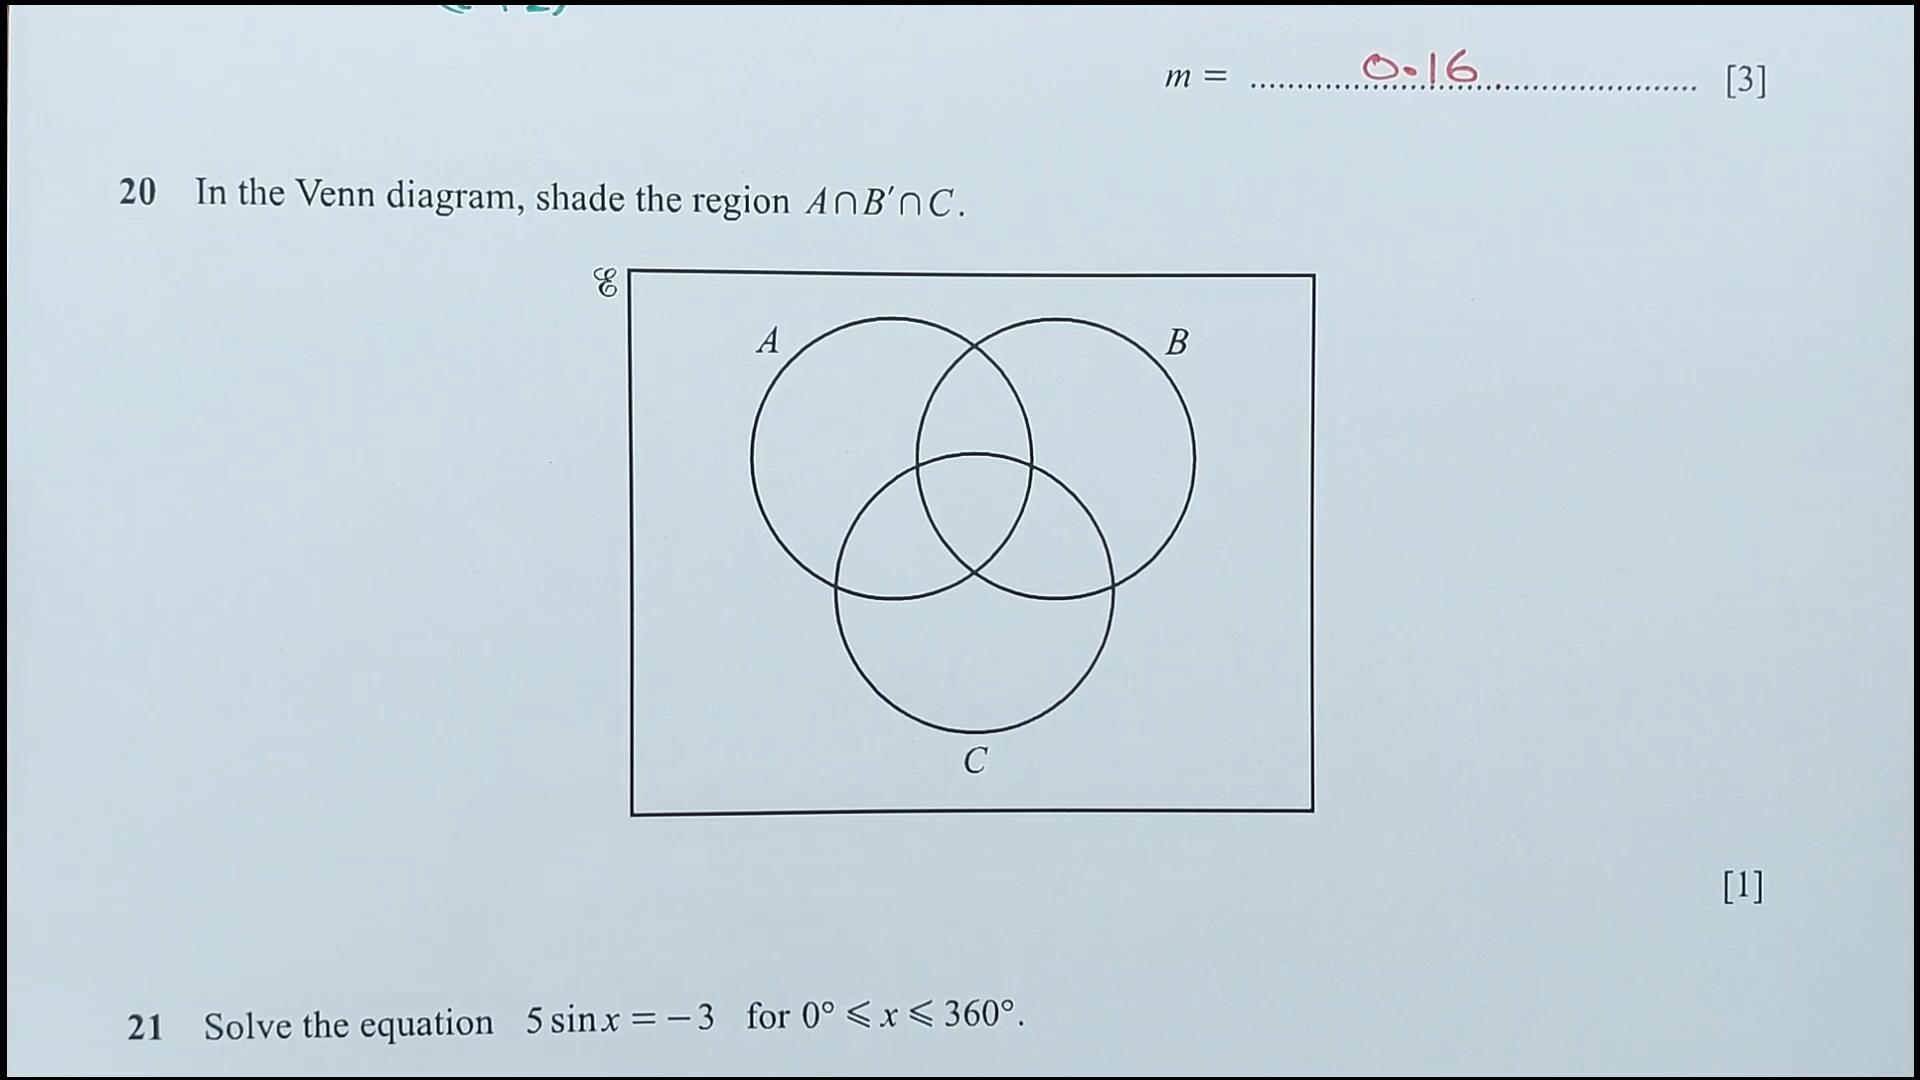 m = ........ 0.16 ........ [3]
20 In the Venn diagram, shade the region A∩B′∩C.
ℰ
A B
C
[1]
21 Solve the equation 5 sin x = −3 for 0° ⩽ x ⩽ 360°.